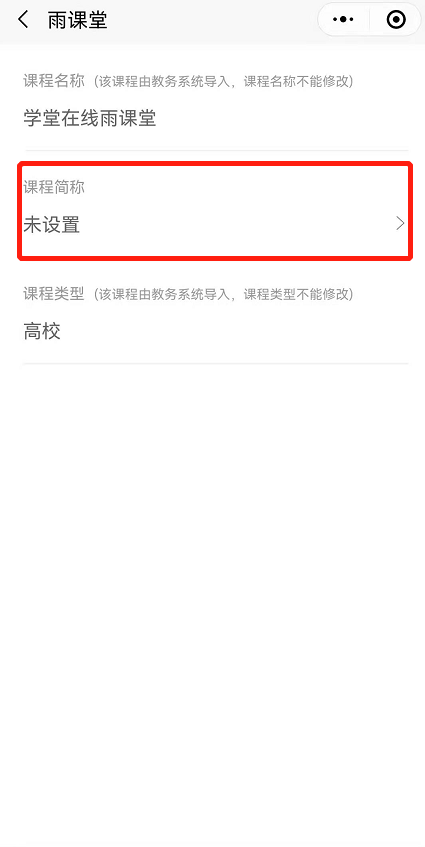 雨课堂
课程名称（该课程由教务系统导入，课程名称不能修改）
学堂在线雨课堂
课程简称
未设置
课程类型（该课程由教务系统导入，课程类型不能修改）
高校